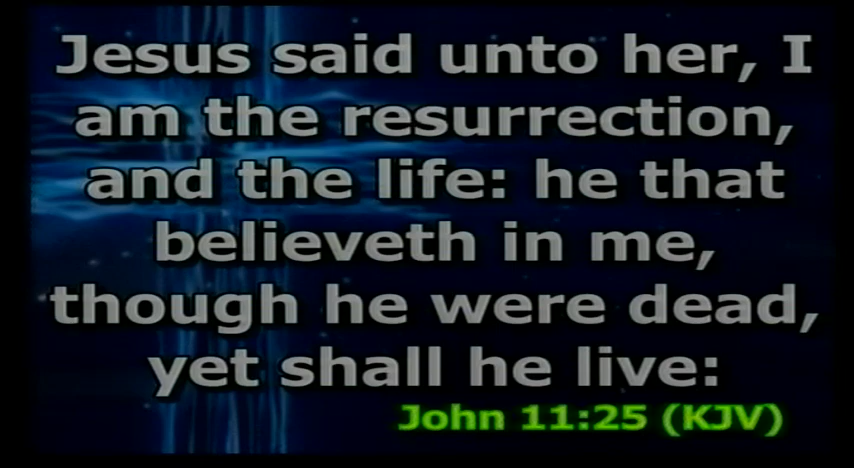 Jesus said unto her, I
am the resurrection,
and the life: he that
believeth in me,
though he were dead,
yet shall he live:
John 11:25 (KJV)